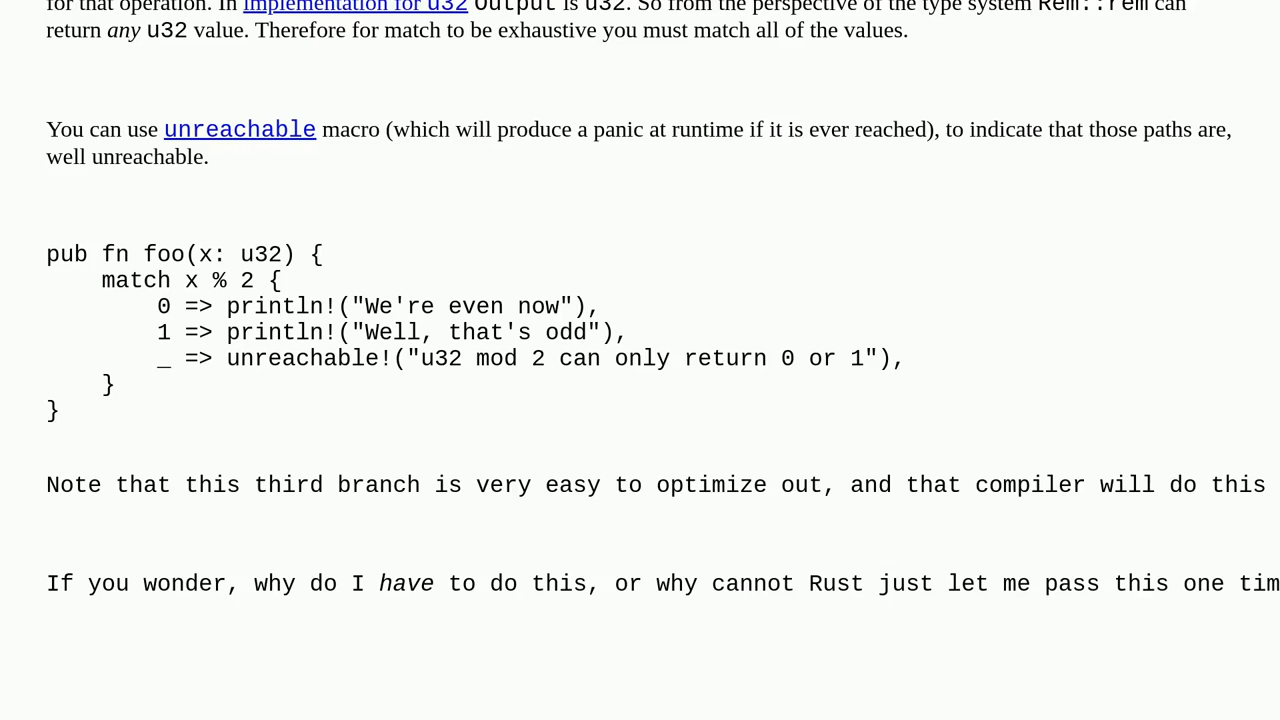 for that operation. In implementation for u32 Output is u32. So from the perspective of the type system Rem::rem can
return any u32 value. Therefore for match to be exhaustive you must match all of the values.
You can use unreachable macro (which will produce a panic at runtime if it is ever reached), to indicate that those paths are,
well unreachable.
pub fn foo(x: u32) {
    match x % 2 {
        0 => println!("We're even now"),
        1 => println!("Well, that's odd"),
        _ => unreachable!("u32 mod 2 can only return 0 or 1"),
    }
}
Note that this third branch is very easy to optimize out, and that compiler will do this
If you wonder, why do I have to do this, or why cannot Rust just let me pass this one tim